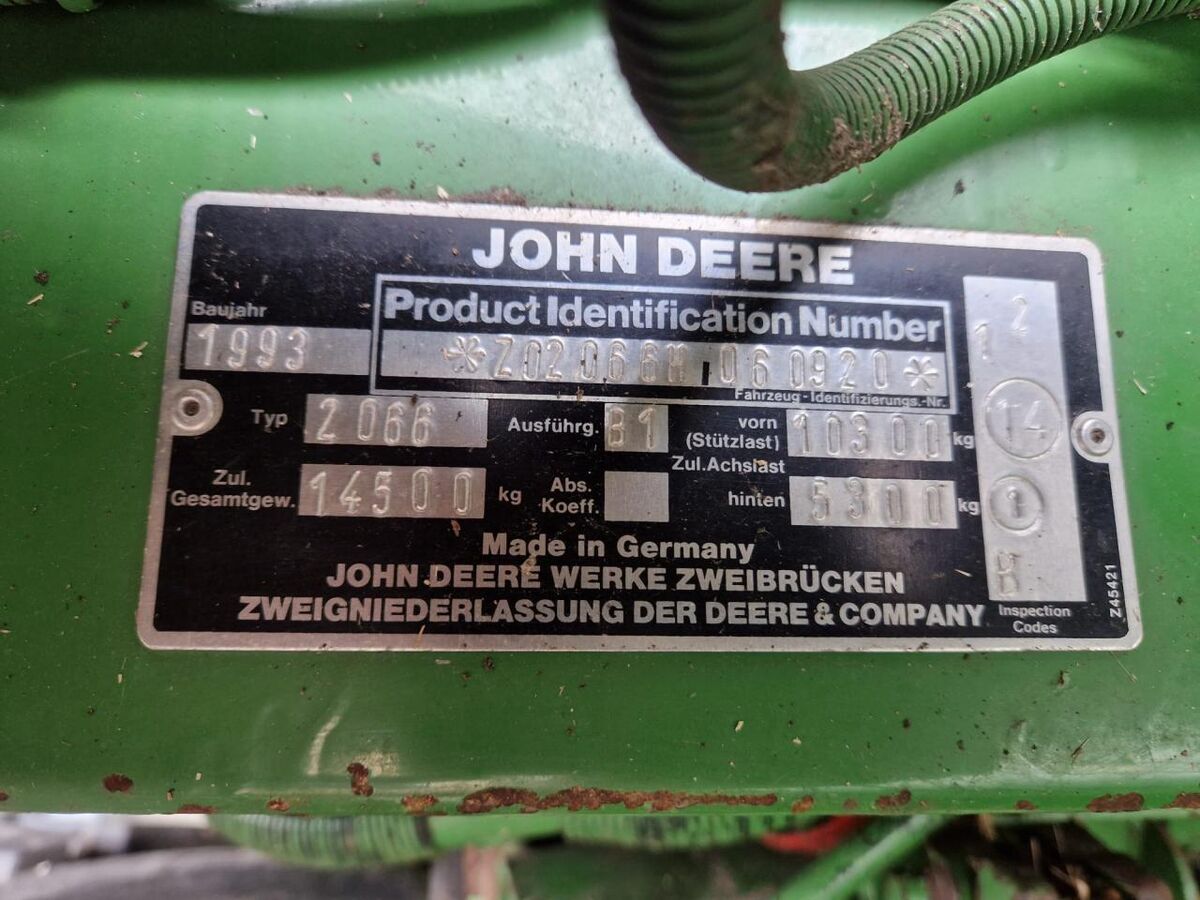 JOHN DEERE
Baujahr
1993
Product Identification Number
*Z02066H 060920*
Fahrzeug-Identifizierungs.-Nr.
Typ 2066
Ausführg. B1
vorn
(Stützlast) 10300 kg
Zul.Achslast
hinten 5300 kg
Zul.
Gesamtgew. 14500 kg
Abs.
Koeff.
Made in Germany
JOHN DEERE WERKE ZWEIBRÜCKEN
ZWEIGNIEDERLASSUNG DER DEERE & COMPANY
2
1
14
1
Inspection
Codes
Z45421